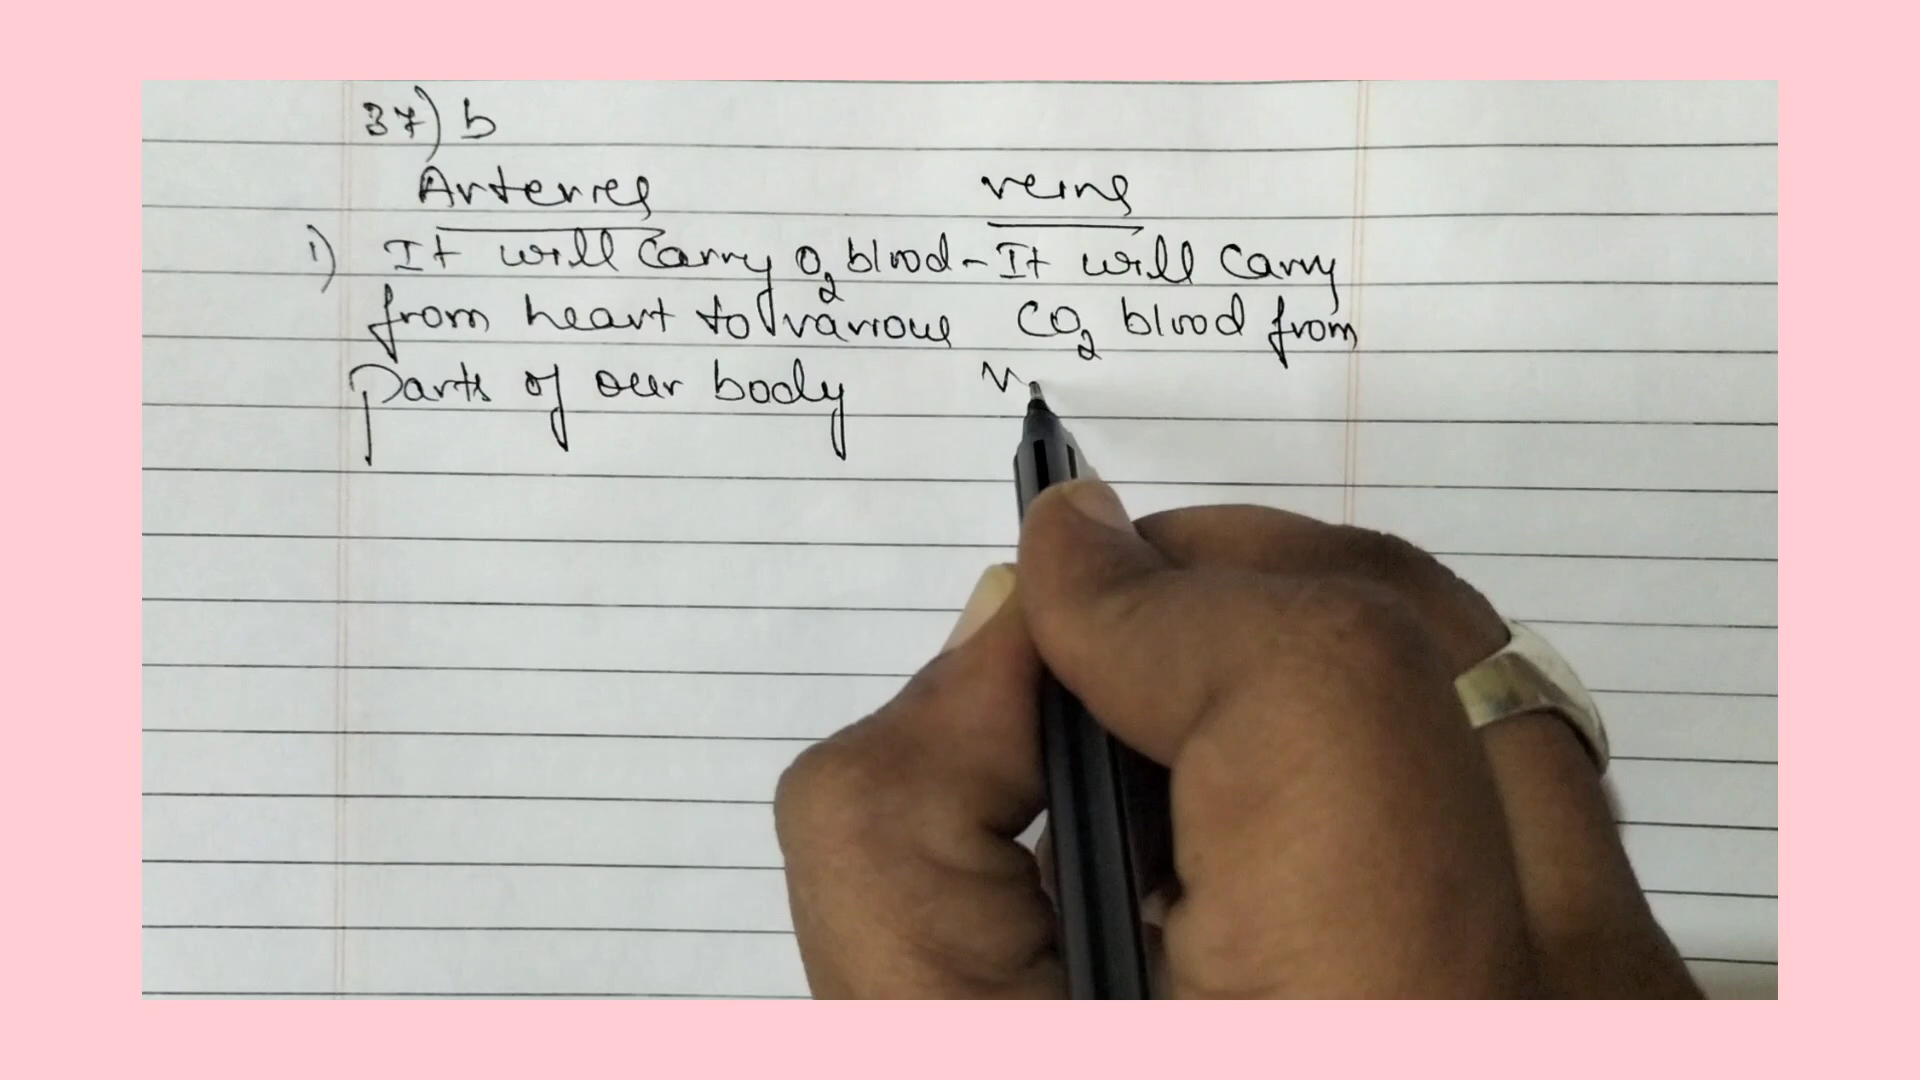 37) b
Arteries veins
1) It will carry O2 blood - It will carry
from heart to various CO2 blood from
parts of our body v